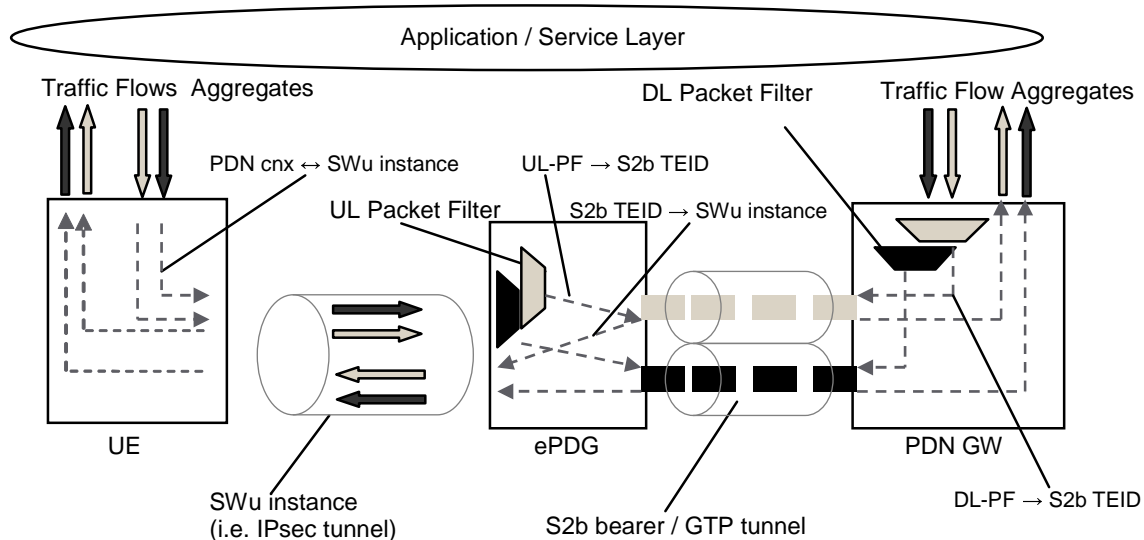 Application / Service Layer
Traffic Flows Aggregates
DL Packet Filter
Traffic Flow Aggregates
PDN cnx ↔ SWu instance
UL-PF → S2b TEID
UL Packet Filter
S2b TEID → SWu instance
UE
ePDG
PDN GW
SWu instance
(i.e. IPsec tunnel)
S2b bearer / GTP tunnel
DL-PF → S2b TEID